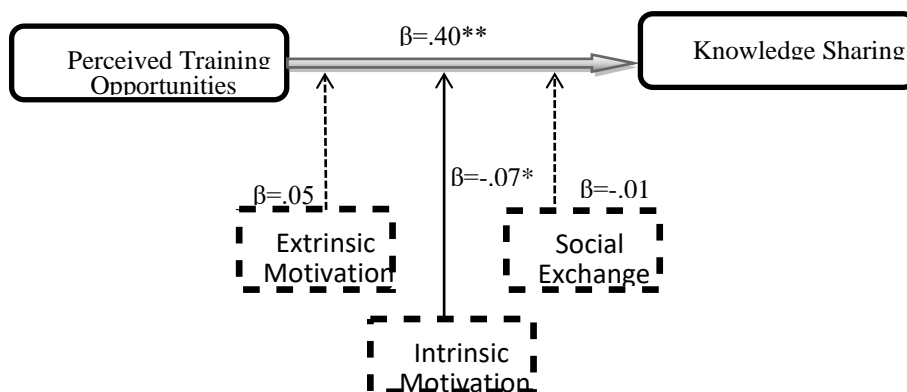 β=.40**
Perceived Training
Opportunities
Knowledge Sharing
β=.05
β=-.07*
β=-.01
Extrinsic
Motivation
Social
Exchange
Intrinsic
Motivation